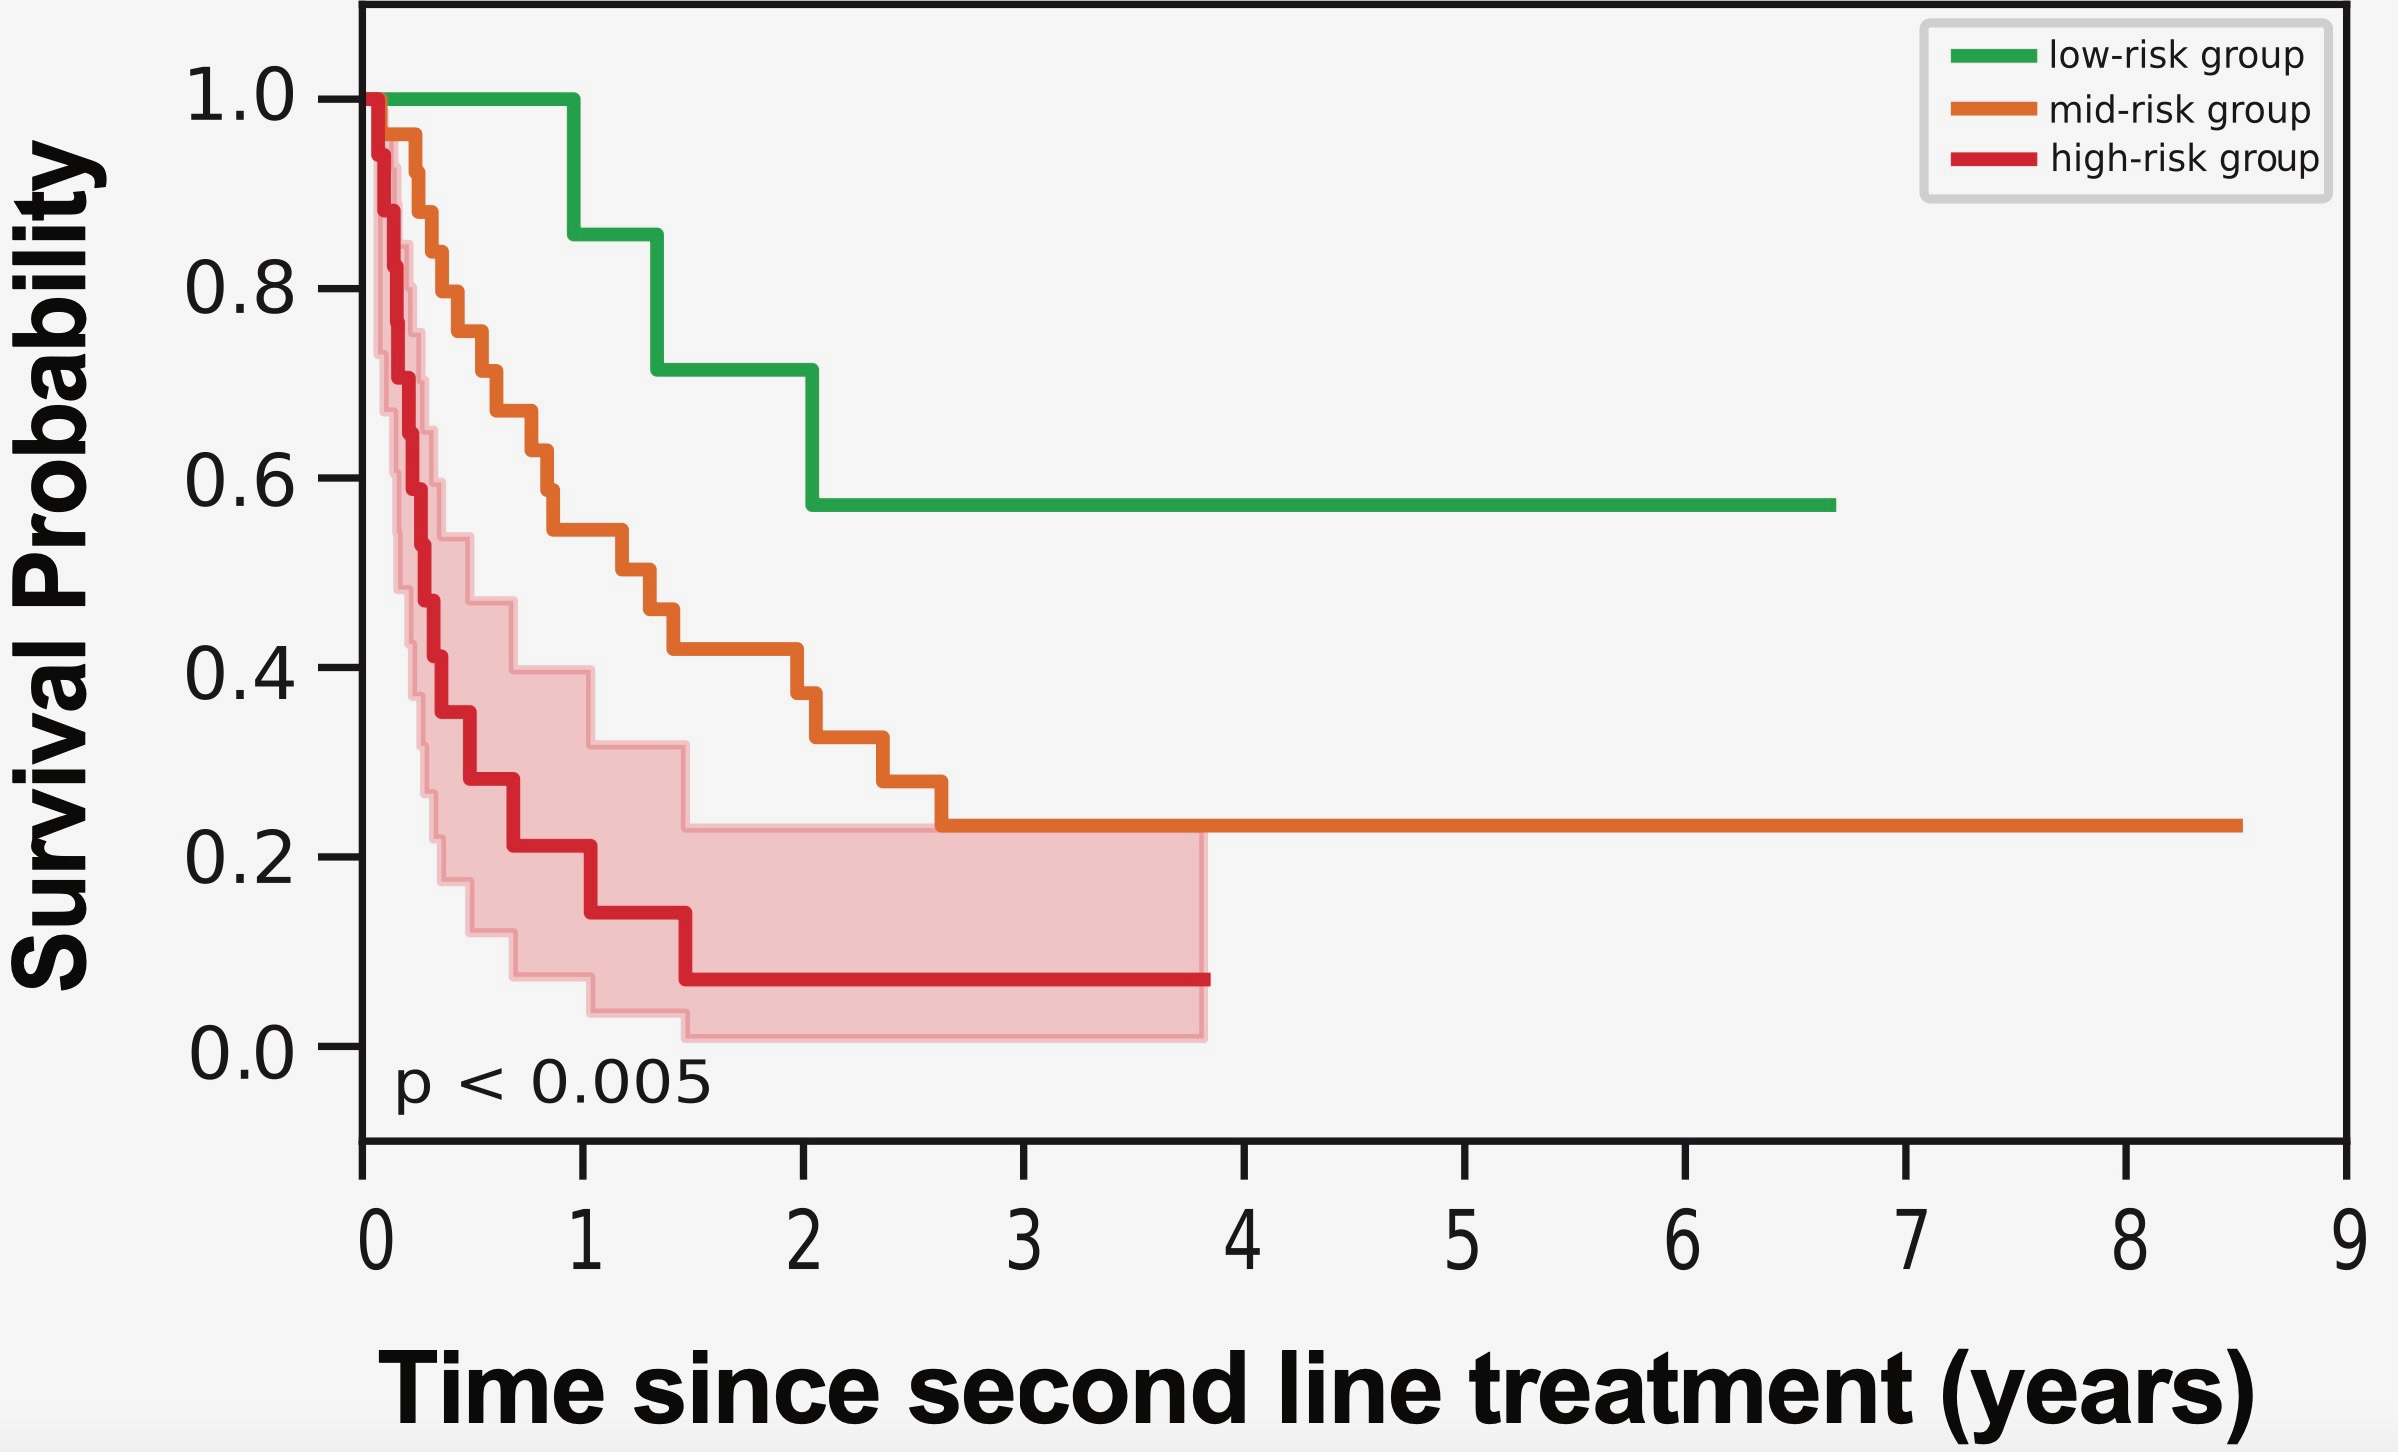 low-risk group
mid-risk group
high-risk group
Survival Probability
1.0
0.8
0.6
0.4
0.2
0.0
p < 0.005
0 1 2 3 4 5 6 7 8 9
Time since second line treatment (years)